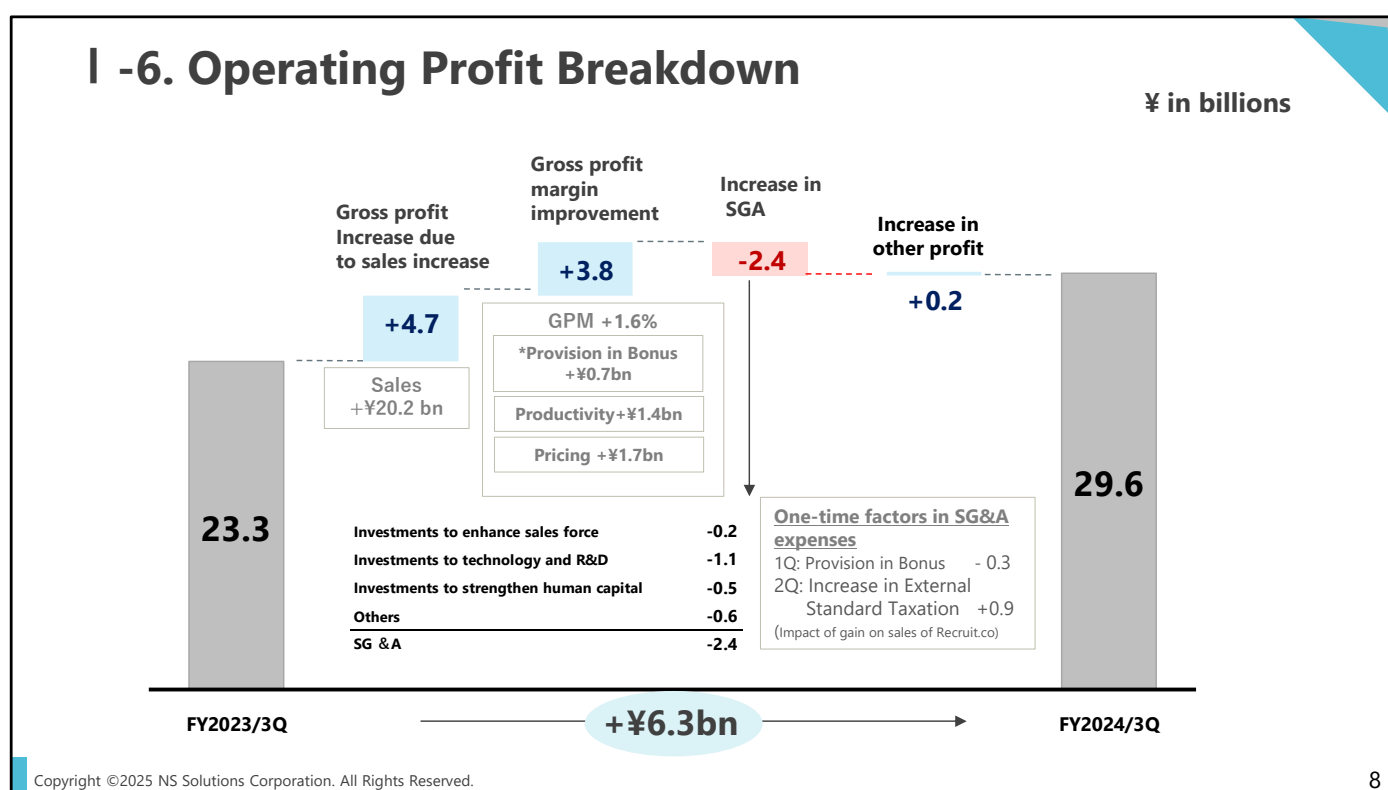 Ⅰ-6. Operating Profit Breakdown
¥ in billions
Gross profit
Increase due
to sales increase
+4.7
Sales
+¥20.2 bn
Gross profit
margin
improvement
+3.8
GPM +1.6%
*Provision in Bonus
+¥0.7bn
Productivity+¥1.4bn
Pricing +¥1.7bn
Increase in
SGA
-2.4
Increase in
other profit
+0.2
23.3
29.6
Investments to enhance sales force -0.2
Investments to technology and R&D -1.1
Investments to strengthen human capital -0.5
Others -0.6
SG ＆A -2.4
One-time factors in SG&A
expenses
1Q: Provision in Bonus - 0.3
2Q: Increase in External
Standard Taxation +0.9
(Impact of gain on sales of Recruit.co)
FY2023/3Q
+¥6.3bn
FY2024/3Q
Copyright ©2025 NS Solutions Corporation. All Rights Reserved.
8